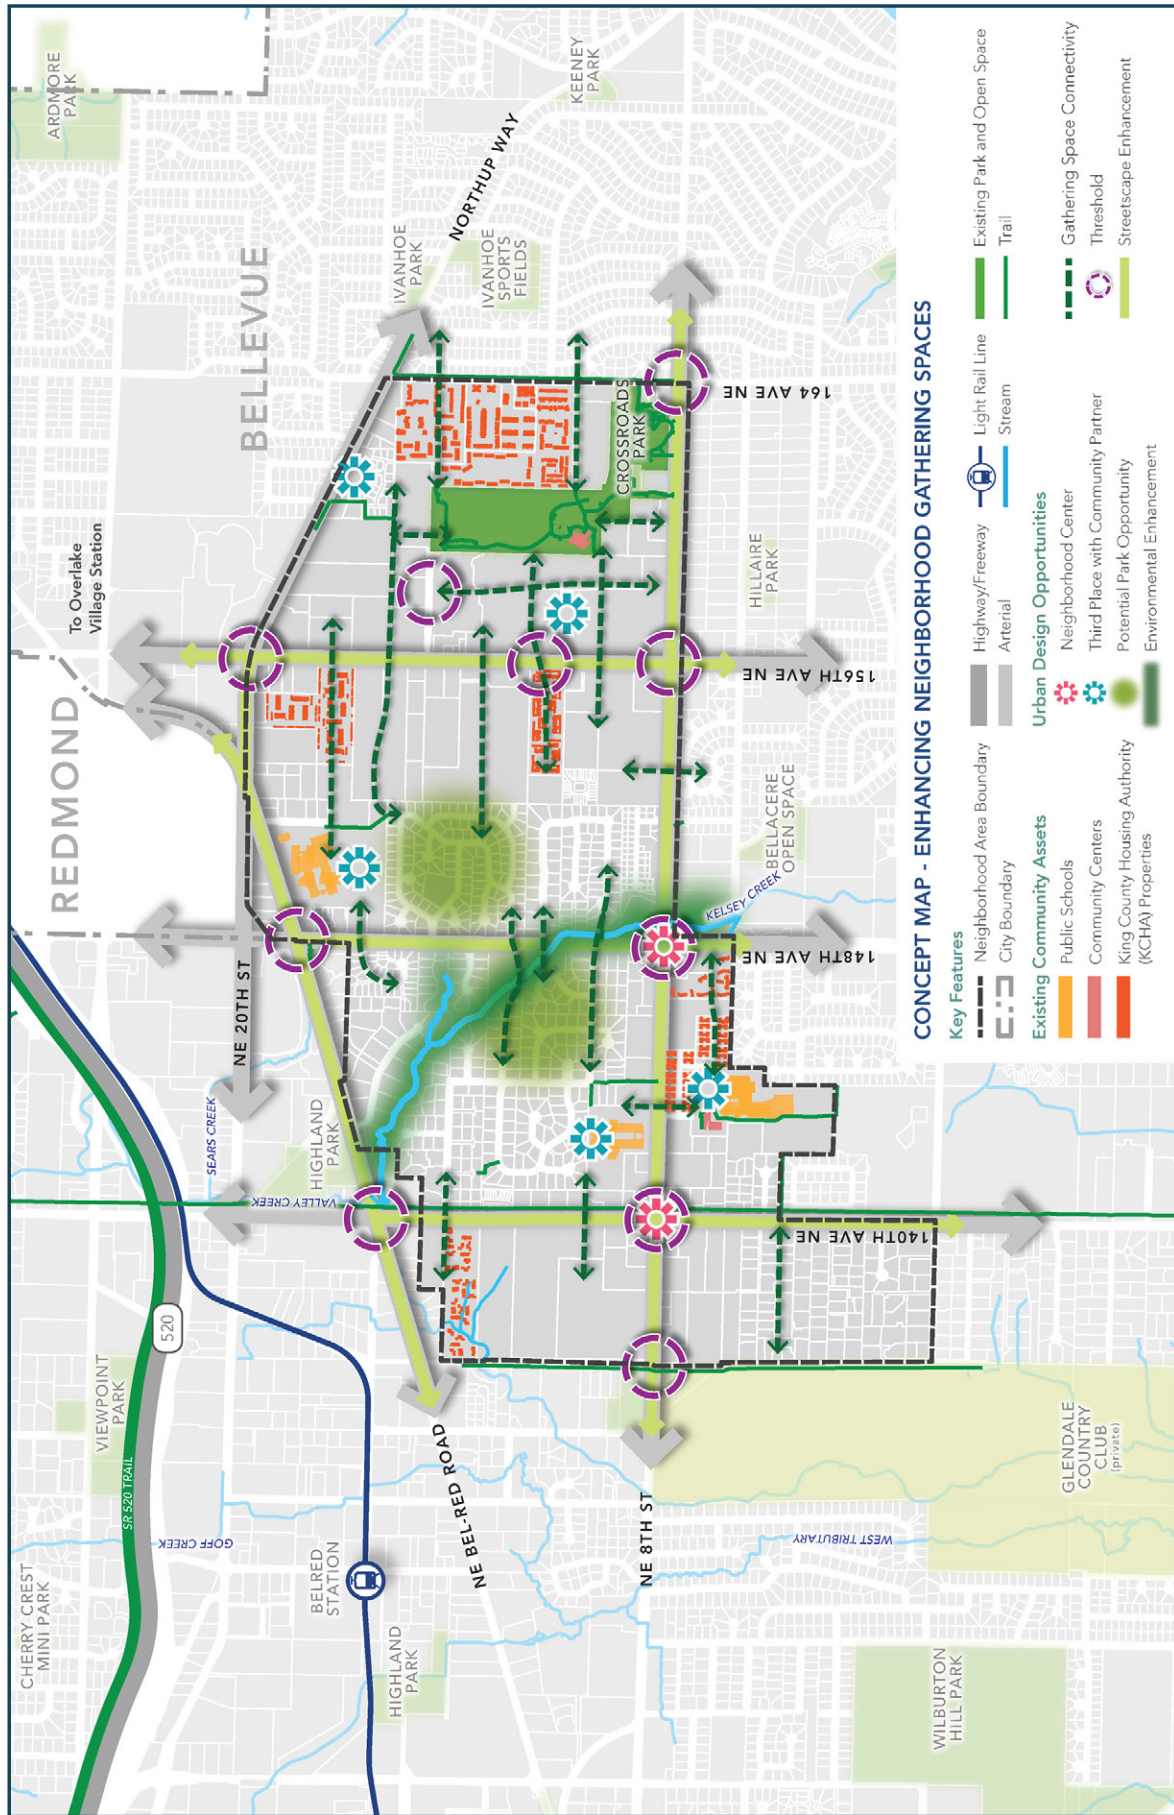 ARDMORE
PARK
KEENEY
PARK
NORTHUP WAY
IVANHOE
PARK
IVANHOE
SPORTS
FIELDS
BELLEVUE
To Overlake
Village Station
REDMOND
CROSSROADS
PARK
164 AVE NE
HILLAIRE
PARK
156TH AVE NE
BELLACERE
OPEN SPACE
KELSEY CREEK
148TH AVE NE
NE 20TH ST
SEARS CREEK
HIGHLAND
PARK
VALLEY CREEK
140TH AVE NE
520
VIEWPOINT
PARK
SR 520 TRAIL
GOFF CREEK
CHERRY CREST
MINI PARK
BELRED
STATION
HIGHLAND
PARK
NE BEL-RED ROAD
NE 8TH ST
WEST TRIBUTARY
GLENDALE
COUNTRY
CLUB
(private)
WILBURTON
HILL PARK
CONCEPT MAP - ENHANCING NEIGHBORHOOD GATHERING SPACES
Key Features
Neighborhood Area Boundary
City Boundary
Highway/Freeway
Arterial
Light Rail Line
Stream
Existing Park and Open Space
Trail
Existing Community Assets
Public Schools
Community Centers
King County Housing Authority
(KCHA) Properties
Urban Design Opportunities
Neighborhood Center
Third Place with Community Partner
Potential Park Opportunity
Environmental Enhancement
Gathering Space Connectivity
Threshold
Streetscape Enhancement